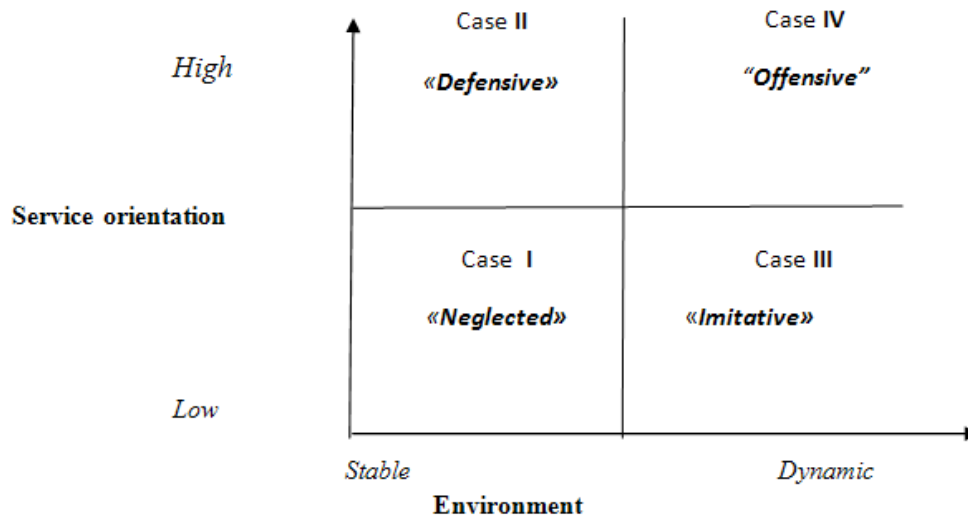 Case II
Case IV
High
«Defensive»
“Offensive”
Service orientation
Case I
Case III
«Neglected»
«Imitative»
Low
Stable
Dynamic
Environment